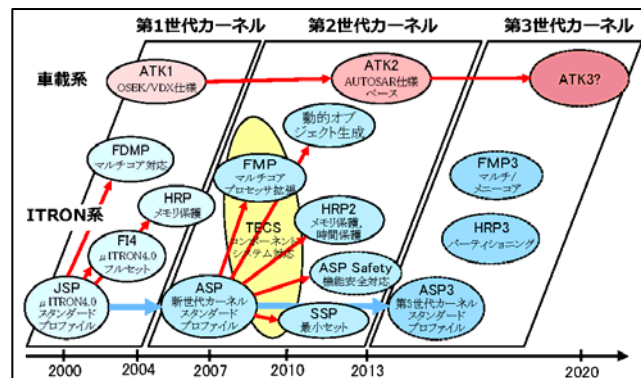 第1世代カーネル
第2世代カーネル
第3世代カーネル
車載系
ATK1
OSEK/VDX仕様
ATK2
AUTOSAR仕様
ベース
ATK3?
動的オブ
ジェクト生成
FDMP
マルチコア対応
FMP
マルチコア
プロセッサ拡張
FMP3
マルチ/
メニーコア
ITRON系
HRP
メモリ保護
TECS
コンポーネント
システム対応
HRP2
メモリ保護,
時間保護
HRP3
パーティショニング
FI4
μITRON4.0
フルセット
ASP Safety
機能安全対応
JSP
μITRON4.0
スタンダード
プロファイル
ASP
新世代カーネル
スタンダード
プロファイル
SSP
最小セット
ASP3
第3世代カーネル
スタンダード
プロファイル
2000
2004
2007
2010
2013
2020